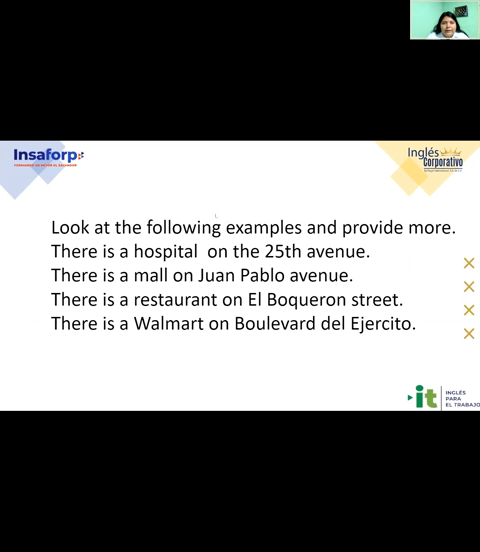 Insaforp
Inglés
Corporativo
Look at the following examples and provide more.
There is a hospital  on the 25th avenue.
There is a mall on Juan Pablo avenue.
There is a restaurant on El Boqueron street.
There is a Walmart on Boulevard del Ejercito.
it
INGLÉS
PARA
EL TRABAJO